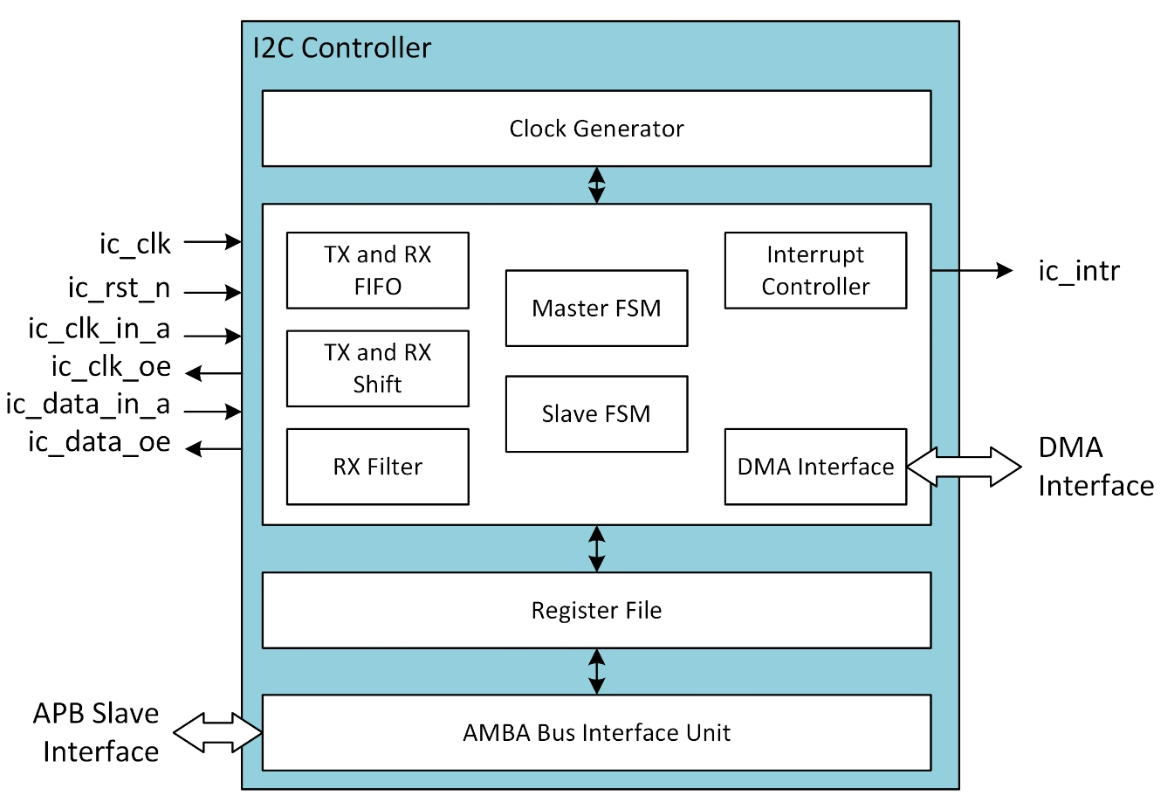 I2C Controller
Clock Generator
ic_clk
ic_rst_n
ic_clk_in_a
ic_clk_oe
ic_data_in_a
ic_data_oe
TX and RX
FIFO
TX and RX
Shift
RX Filter
Master FSM
Slave FSM
Interrupt
Controller
DMA Interface
ic_intr
DMA
Interface
Register File
APB Slave
Interface
AMBA Bus Interface Unit